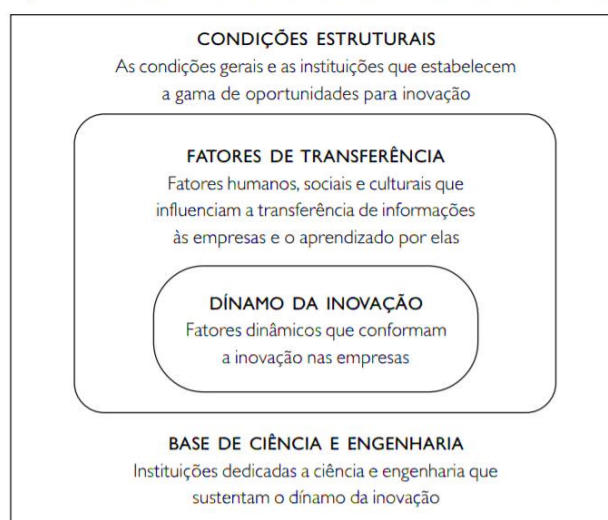 CONDIÇÕES ESTRUTURAIS
As condições gerais e as instituições que estabelecem
a gama de oportunidades para inovação
FATORES DE TRANSFERÊNCIA
Fatores humanos, sociais e culturais que
influenciam a transferência de informações
às empresas e o aprendizado por elas
DÍNAMO DA INOVAÇÃO
Fatores dinâmicos que conformam
a inovação nas empresas
BASE DE CIÊNCIA E ENGENHARIA
Instituições dedicadas a ciência e engenharia que
sustentam o dínamo da inovação